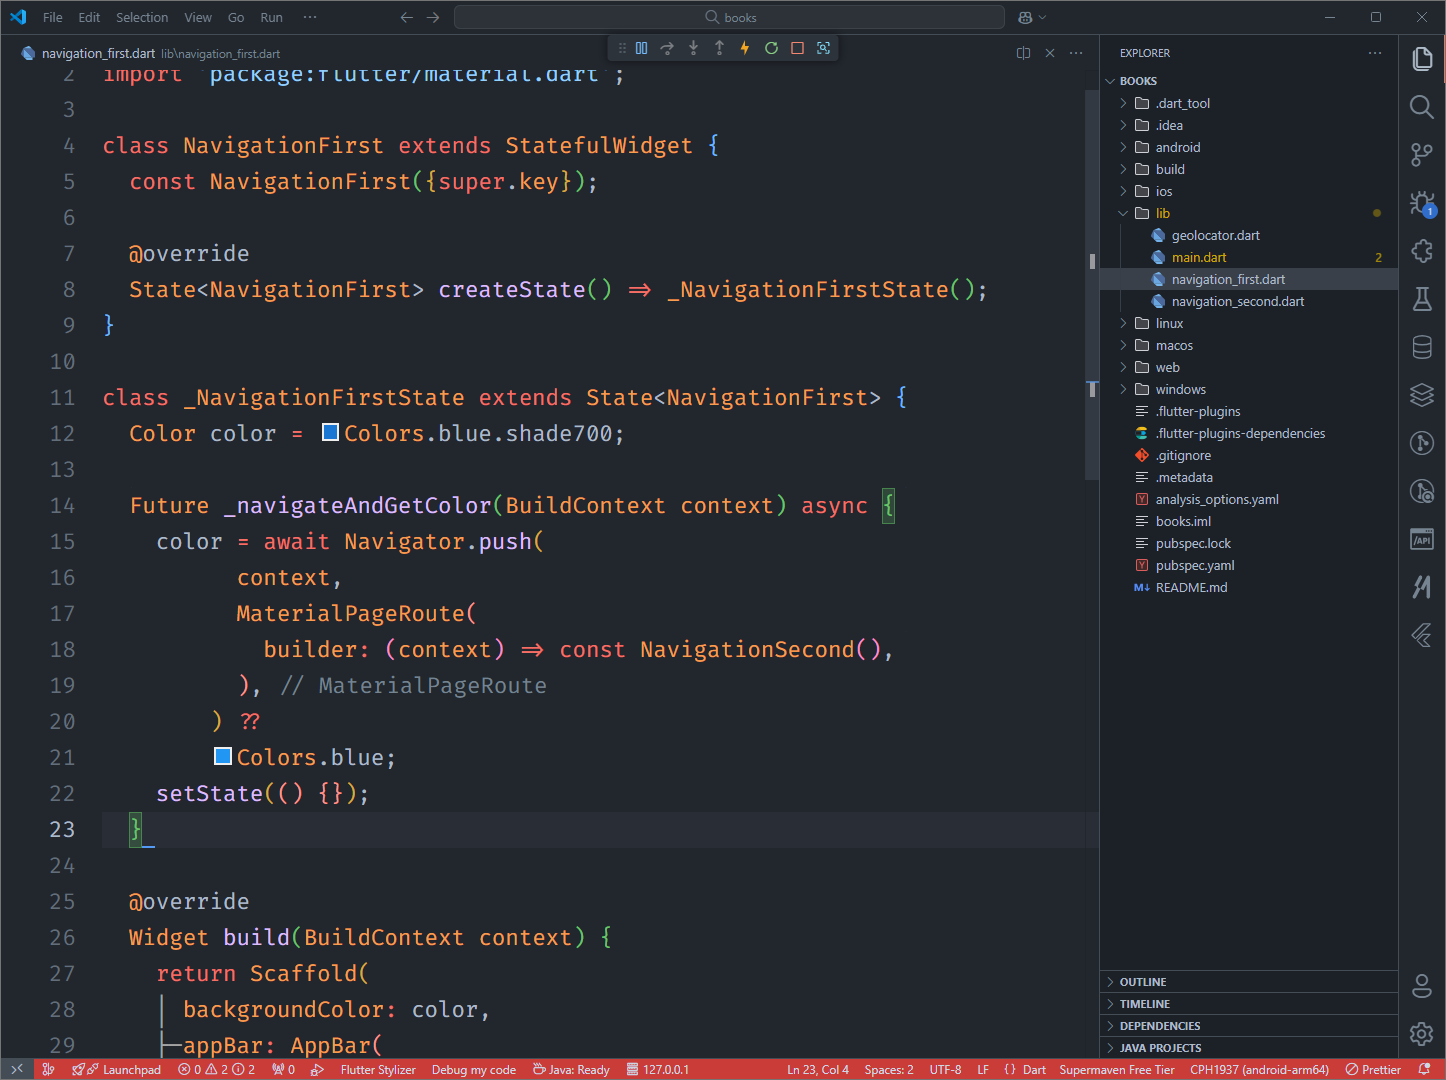 File Edit Selection View Go Run ···
books
navigation_first.dart lib\navigation_first.dart
2 import 'package:flutter/material.dart';
3
4 class NavigationFirst extends StatefulWidget {
5 const NavigationFirst({super.key});
6
7 @override
8 State<NavigationFirst> createState() => _NavigationFirstState();
9 }
10
11 class _NavigationFirstState extends State<NavigationFirst> {
12 Color color = Colors.blue.shade700;
13
14 Future _navigateAndGetColor(BuildContext context) async {
15 color = await Navigator.push(
16 context,
17 MaterialPageRoute(
18 builder: (context) => const NavigationSecond(),
19 ), // MaterialPageRoute
20 ) ??
21 Colors.blue;
22 setState(() {});
23 }
24
25 @override
26 Widget build(BuildContext context) {
27 return Scaffold(
28 backgroundColor: color,
29 appBar: AppBar(
EXPLORER
BOOKS
.dart_tool
.idea
android
build
ios
lib
geolocator.dart
main.dart 2
navigation_first.dart
navigation_second.dart
linux
macos
web
windows
.flutter-plugins
.flutter-plugins-dependencies
.gitignore
.metadata
analysis_options.yaml
books.iml
pubspec.lock
pubspec.yaml
README.md
OUTLINE
TIMELINE
DEPENDENCIES
JAVA PROJECTS
1
/API
Launchpad 0 2 2 0 Flutter Stylizer Debug my code Java: Ready 127.0.0.1 Ln 23, Col 4 Spaces: 2 UTF-8 LF { } Dart Supermaven Free Tier CPH1937 (android-arm64) Prettier